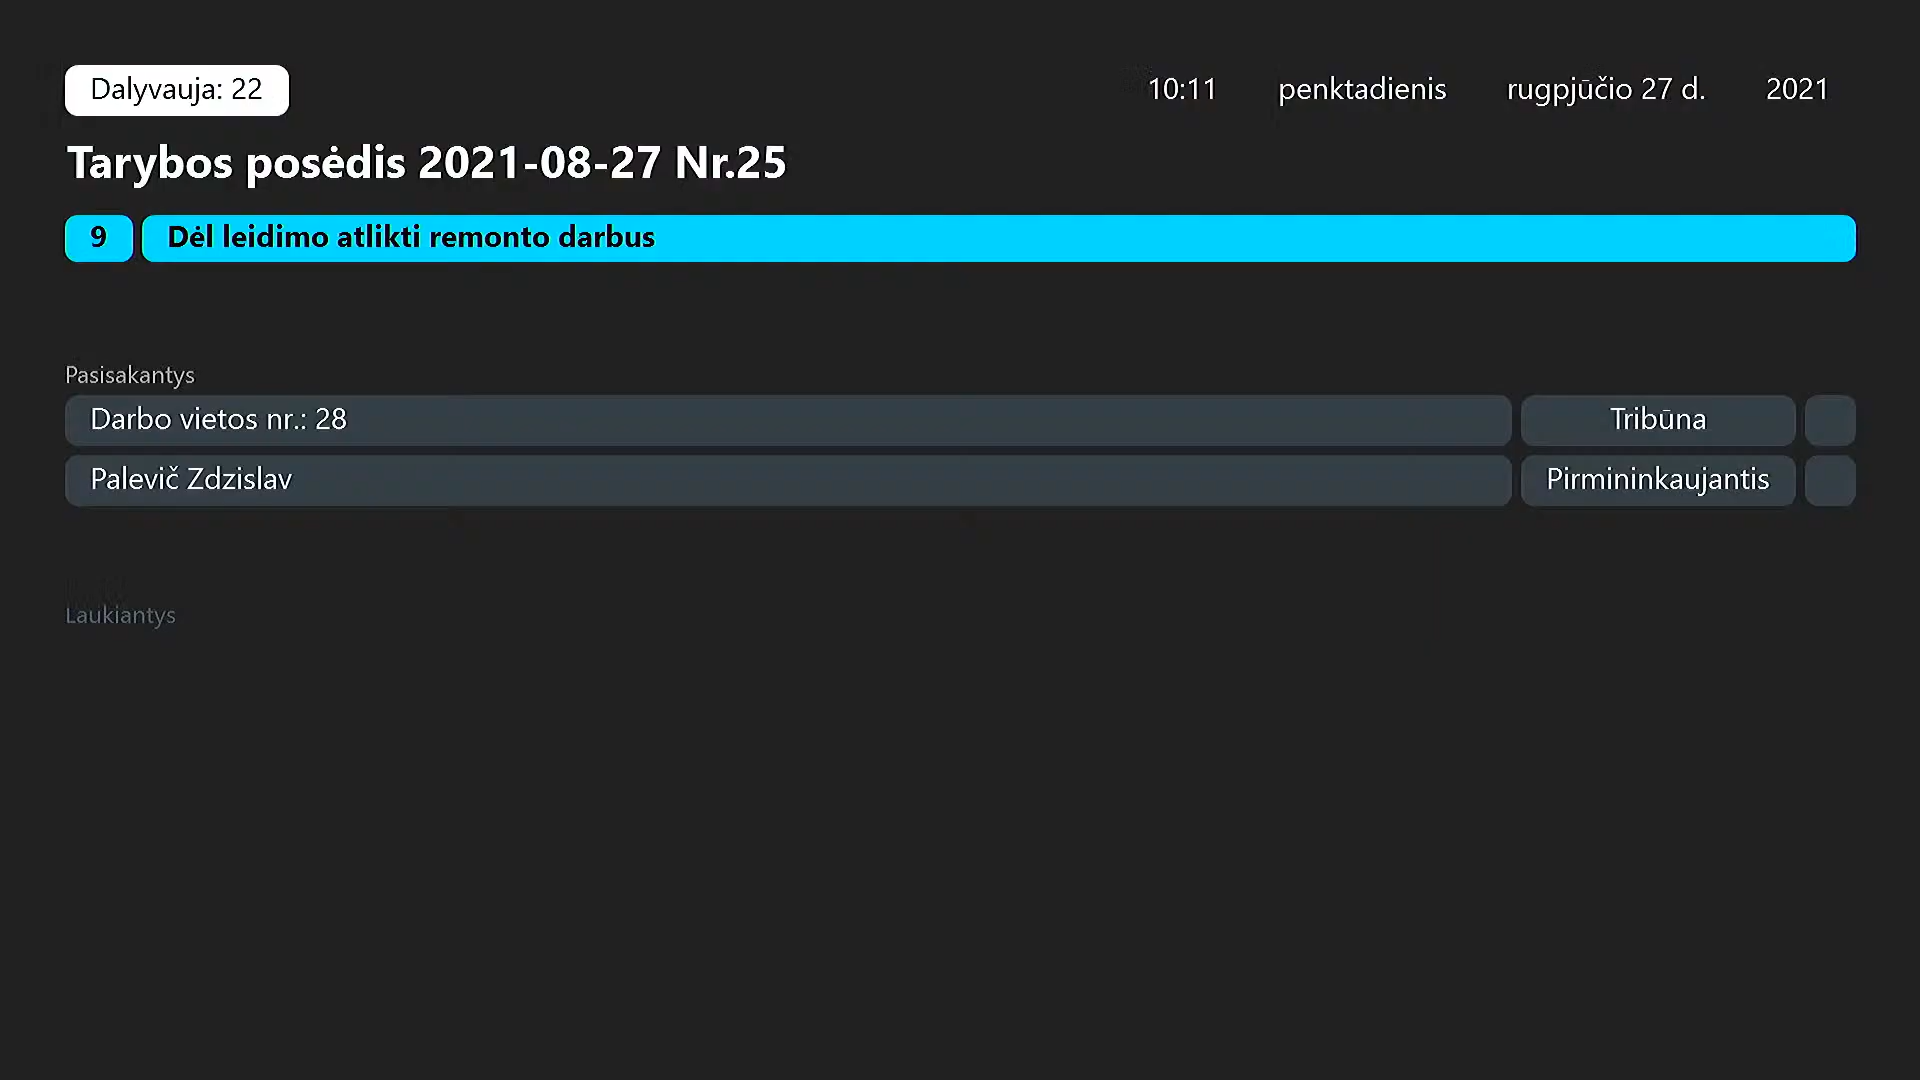 Dalyvauja: 22 10:11 penktadienis rugpjūčio 27 d. 2021
Tarybos posėdis 2021-08-27 Nr.25
9 Dėl leidimo atlikti remonto darbus
Pasisakantys
Darbo vietos nr.: 28 Tribūna
Palevič Zdzislav Pirmininkaujantis
Laukiantys